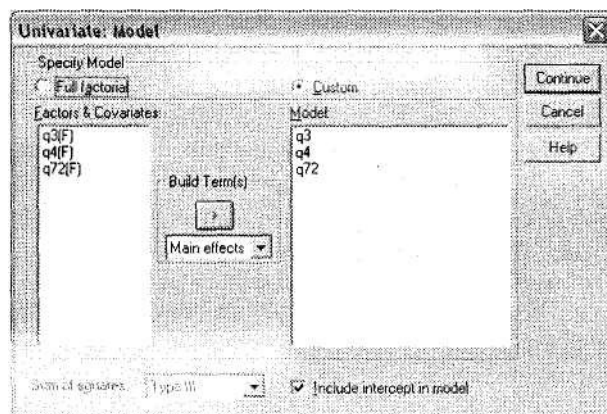 Univariate: Model
Specify Model
Full factorial
Custom
Continue
Cancel
Help
Factors & Covariates:
q3(F)
q4(F)
q72(F)
Build Term(s)
>
Main effects
Model:
q3
q4
q72
Sum of squares:
Type III
Include intercept in model